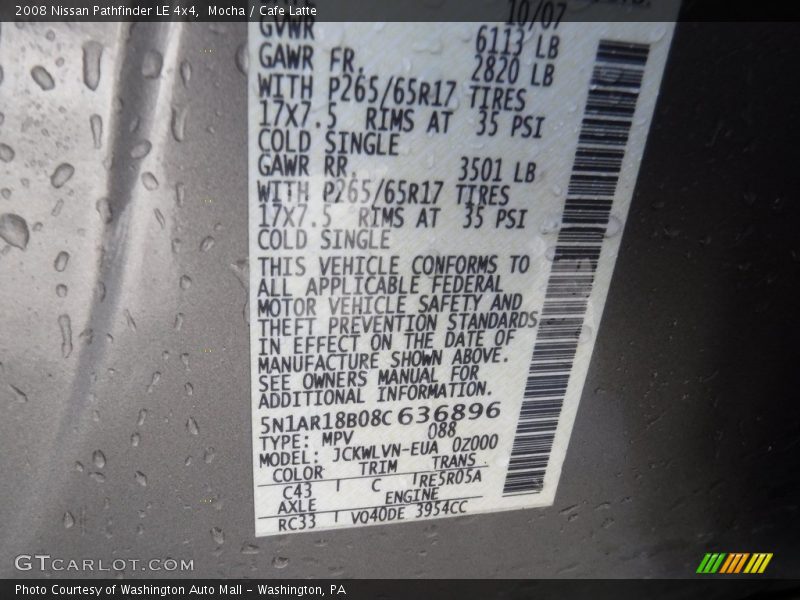 2008 Nissan Pathfinder LE 4x4, Mocha / Cafe Latte
10/07
GVWR 6113 LB
GAWR FR. 2820 LB
WITH P265/65R17 TIRES
17X7.5 RIMS AT 35 PSI
COLD SINGLE
GAWR RR. 3501 LB
WITH P265/65R17 TIRES
17X7.5 RIMS AT 35 PSI
COLD SINGLE
THIS VEHICLE CONFORMS TO
ALL APPLICABLE FEDERAL
MOTOR VEHICLE SAFETY AND
THEFT PREVENTION STANDARDS
IN EFFECT ON THE DATE OF
MANUFACTURE SHOWN ABOVE.
SEE OWNERS MANUAL FOR
ADDITIONAL INFORMATION.
5N1AR18B08C636896
TYPE: MPV 088
MODEL: JCKWLVN-EUA 0Z000
COLOR TRIM TRANS
C43 C RE5R05A
AXLE ENGINE
RC33 VQ40DE 3954CC
GTCARLOT.COM
Photo Courtesy of Washington Auto Mall - Washington, PA